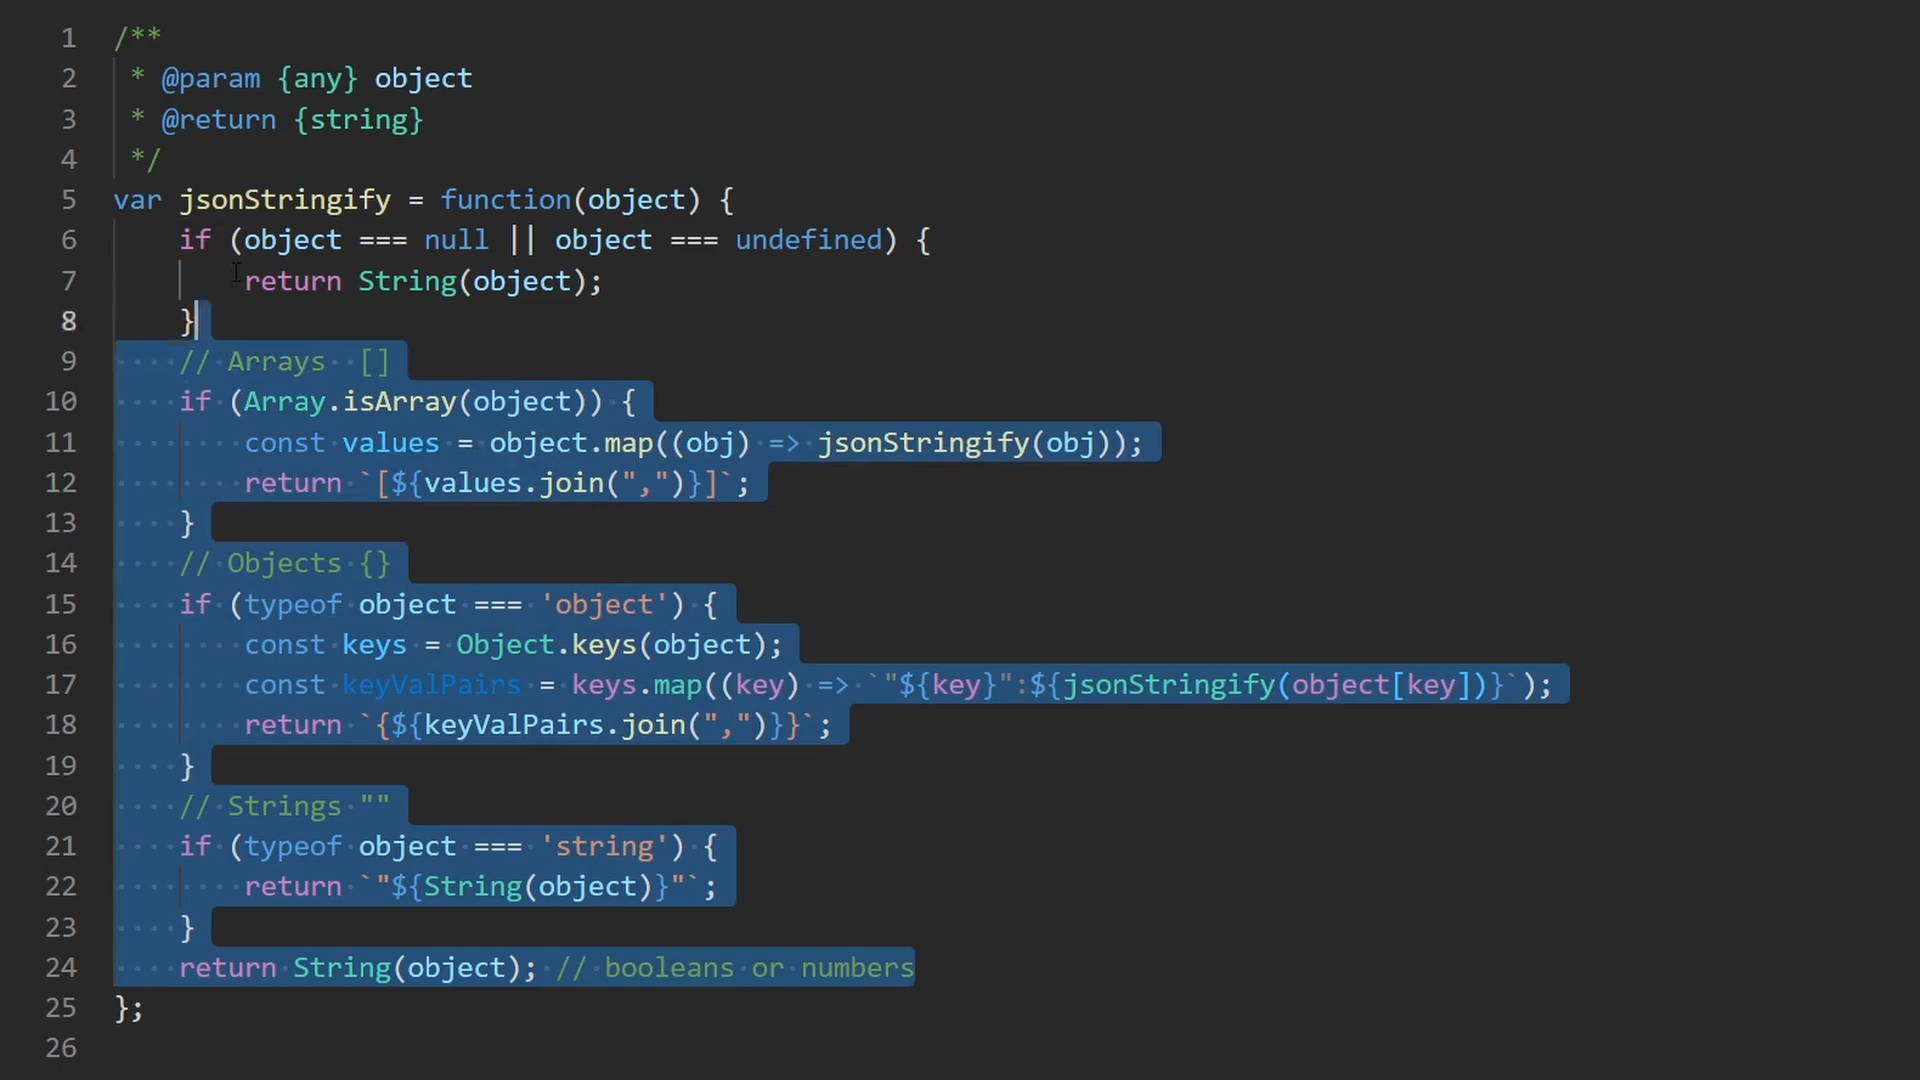 1 /**
2  * @param {any} object
3  * @return {string}
4  */
5 var jsonStringify = function(object) {
6     if (object === null || object === undefined) {
7         return String(object);
8     }
9     // Arrays  []
10     if (Array.isArray(object)) {
11         const values = object.map((obj) => jsonStringify(obj));
12         return `[${values.join(",")}]`;
13     }
14     // Objects {}
15     if (typeof object === 'object') {
16         const keys = Object.keys(object);
17         const keyValPairs = keys.map((key) => `"${key}":${jsonStringify(object[key])}`);
18         return `{${keyValPairs.join(",")}}`;
19     }
20     // Strings ""
21     if (typeof object === 'string') {
22         return `"${String(object)}"`;
23     }
24     return String(object); // booleans or numbers
25 };
26